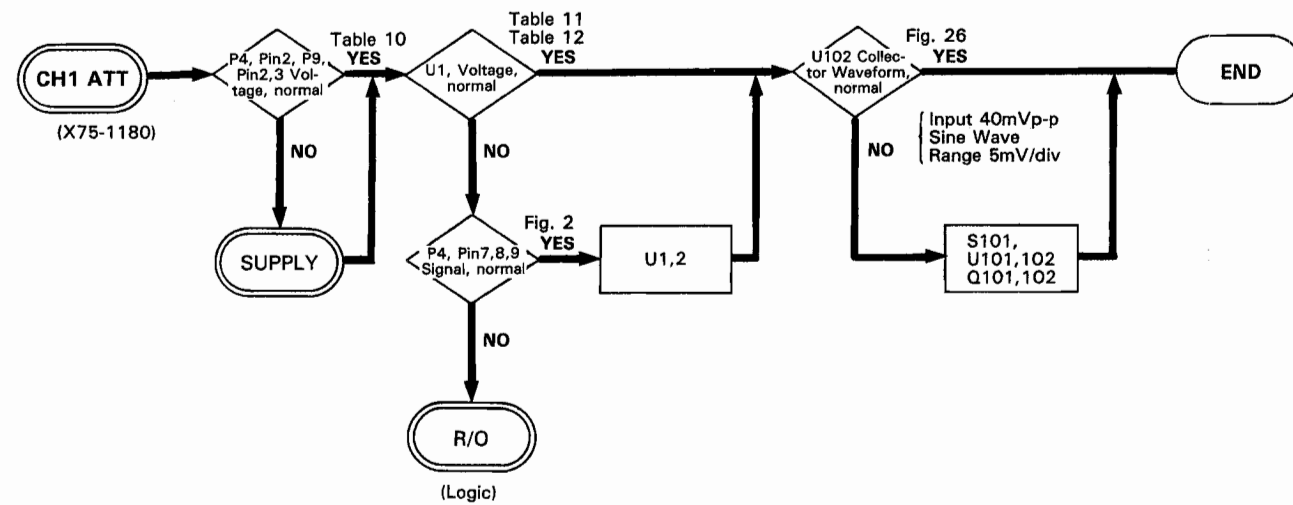 CH1 ATT
(X75-1180)
P4, Pin2, P9,
Pin2,3 Vol-
tage, normal
Table 10
YES
NO
SUPPLY
U1, Voltage,
normal
Table 11
Table 12
YES
NO
P4, Pin7,8,9
Signal, normal
Fig. 2
YES
U1,2
NO
R/O
(Logic)
U102 Collec-
tor Waveform,
normal
Fig. 26
YES
NO
Input 40mVp-p
Sine Wave
Range 5mV/div
S101,
U101,102
Q101,102
END